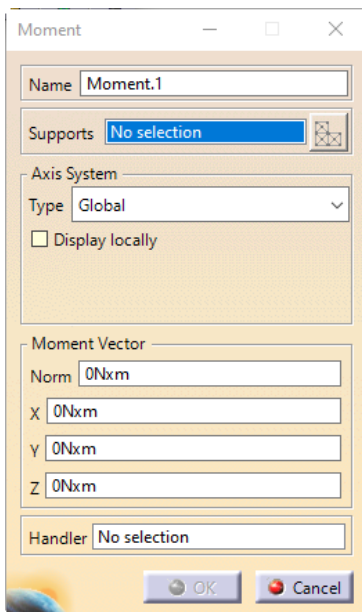 Moment
Name Moment.1
Supports No selection
Axis System
Type Global
Display locally
Moment Vector
Norm 0Nxm
X 0Nxm
Y 0Nxm
Z 0Nxm
Handler No selection
OK Cancel